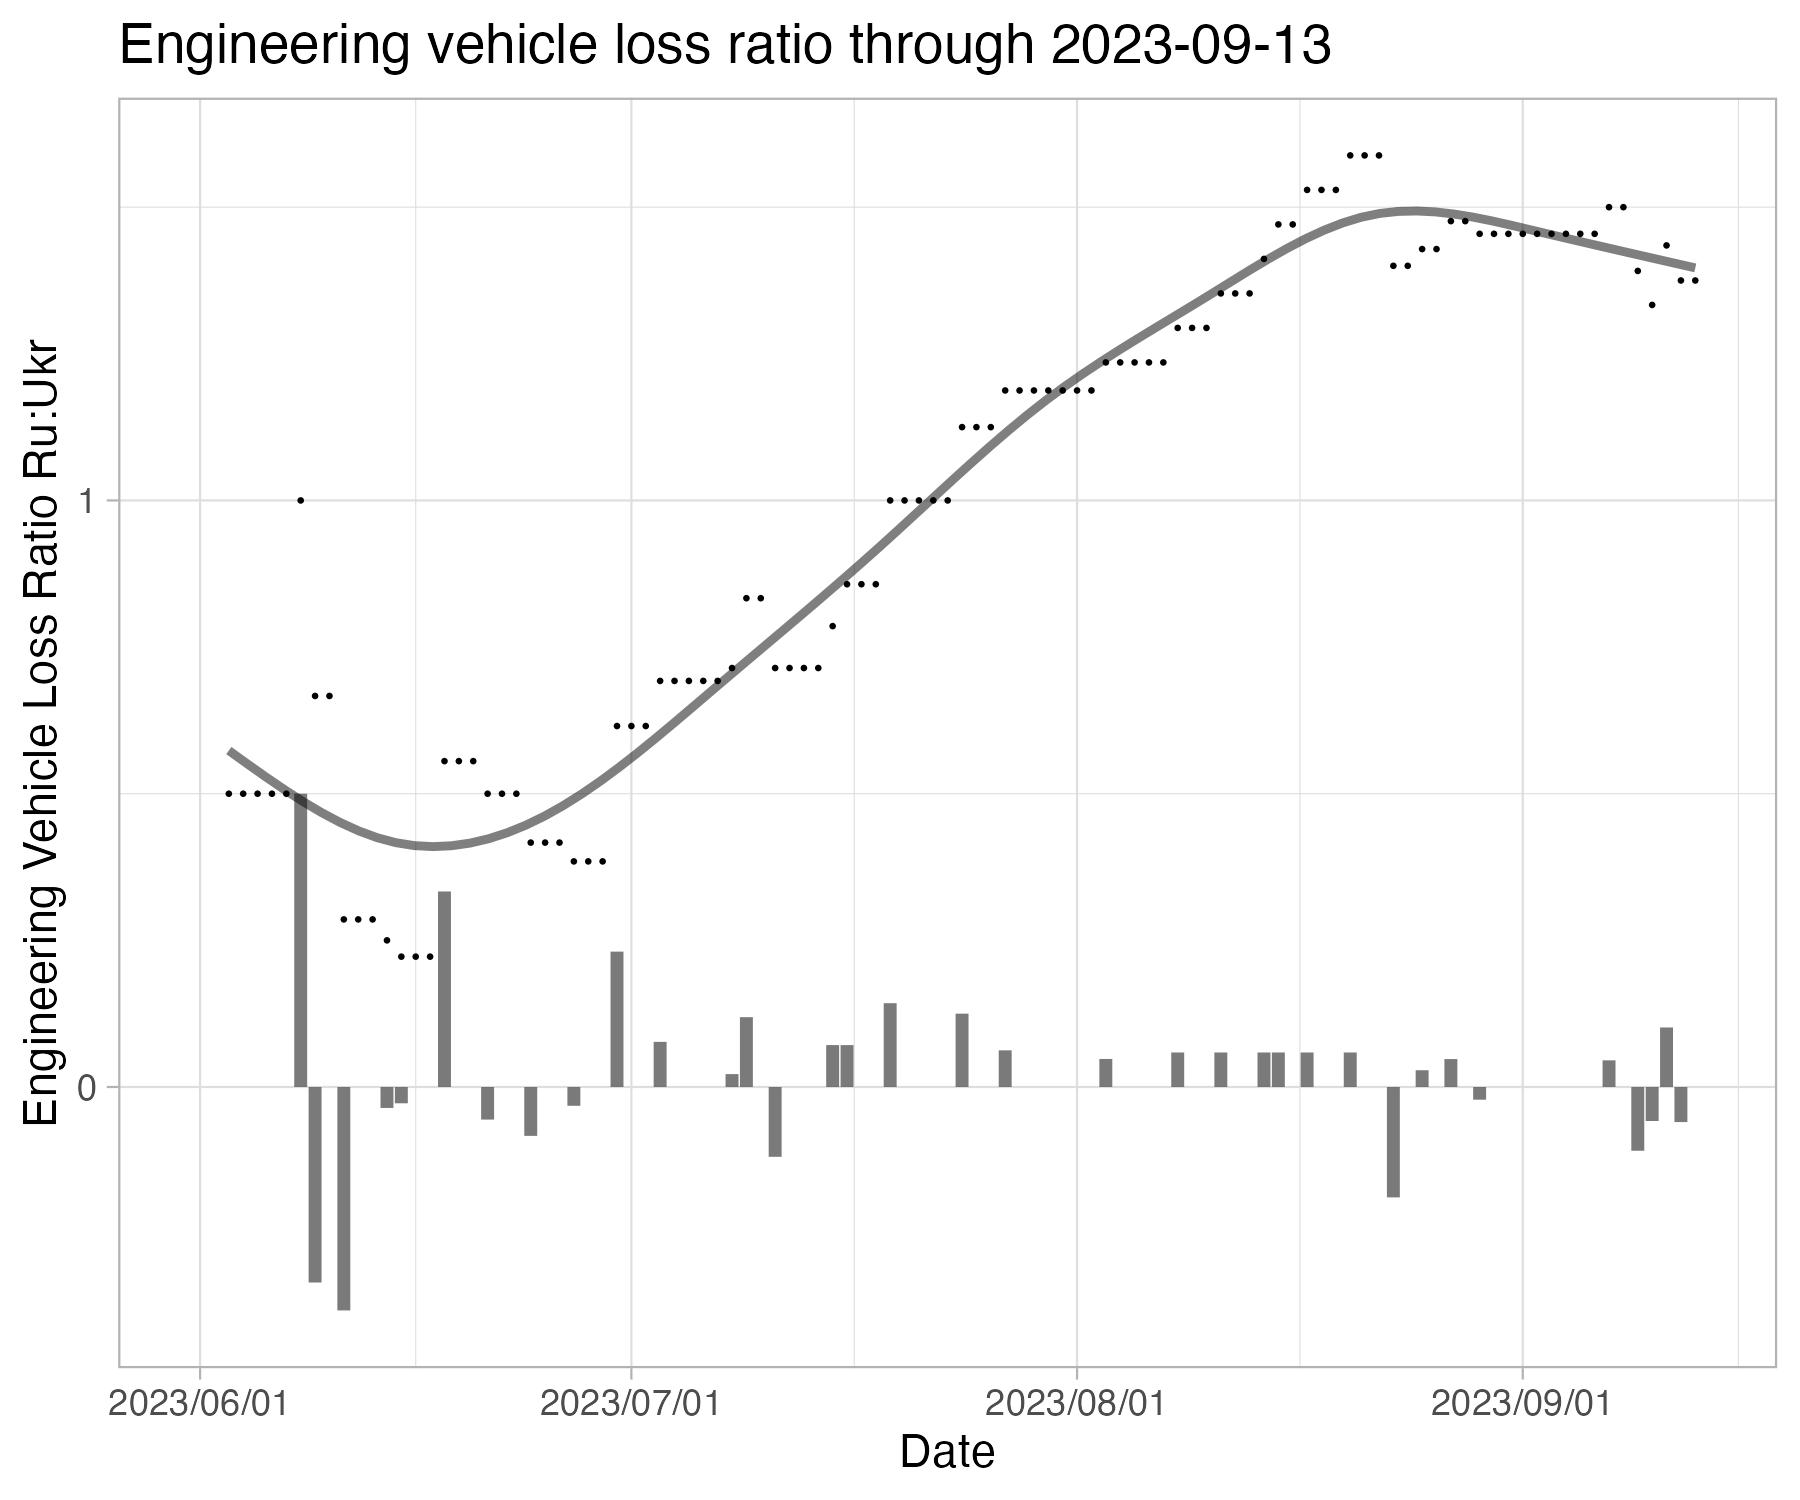 Engineering vehicle loss ratio through 2023-09-13
Engineering Vehicle Loss Ratio Ru:Ukr
1
0
2023/06/01
2023/07/01
2023/08/01
2023/09/01
Date